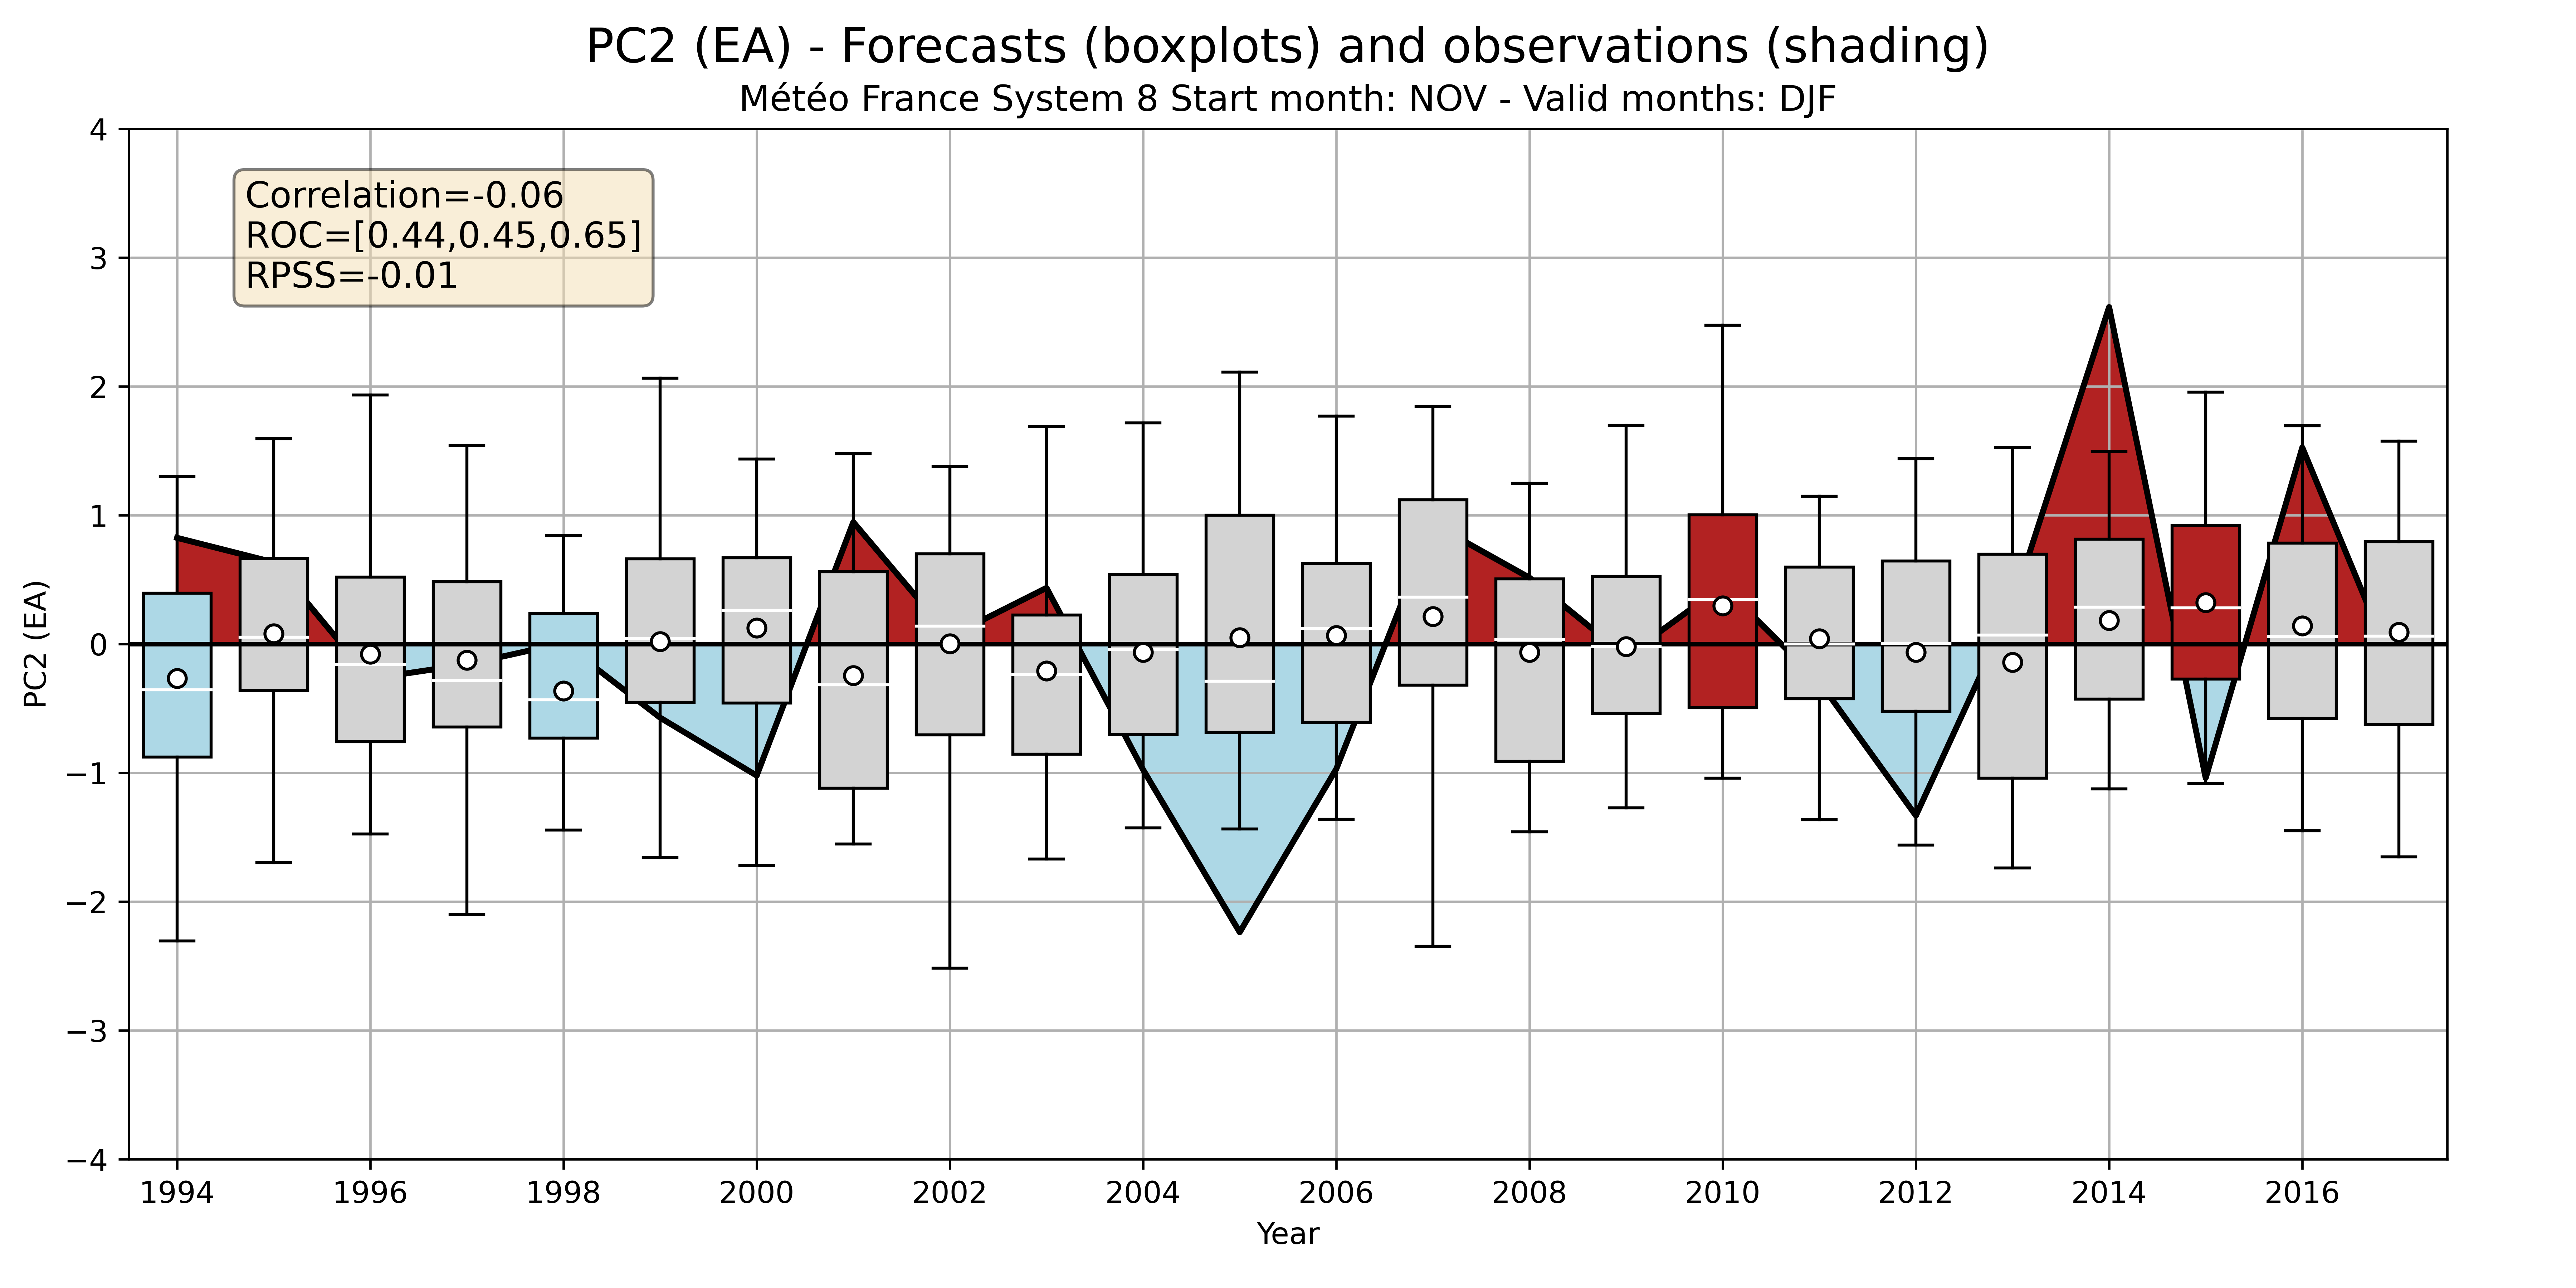 PC2 (EA) - Forecasts (boxplots) and observations (shading)
Météo France System 8 Start month: NOV - Valid months: DJF
Correlation=-0.06
ROC=[0.44,0.45,0.65]
RPSS=-0.01
PC2 (EA)
4
3
2
1
0
−1
−2
−3
−4
1994 1996 1998 2000 2002 2004 2006 2008 2010 2012 2014 2016
Year